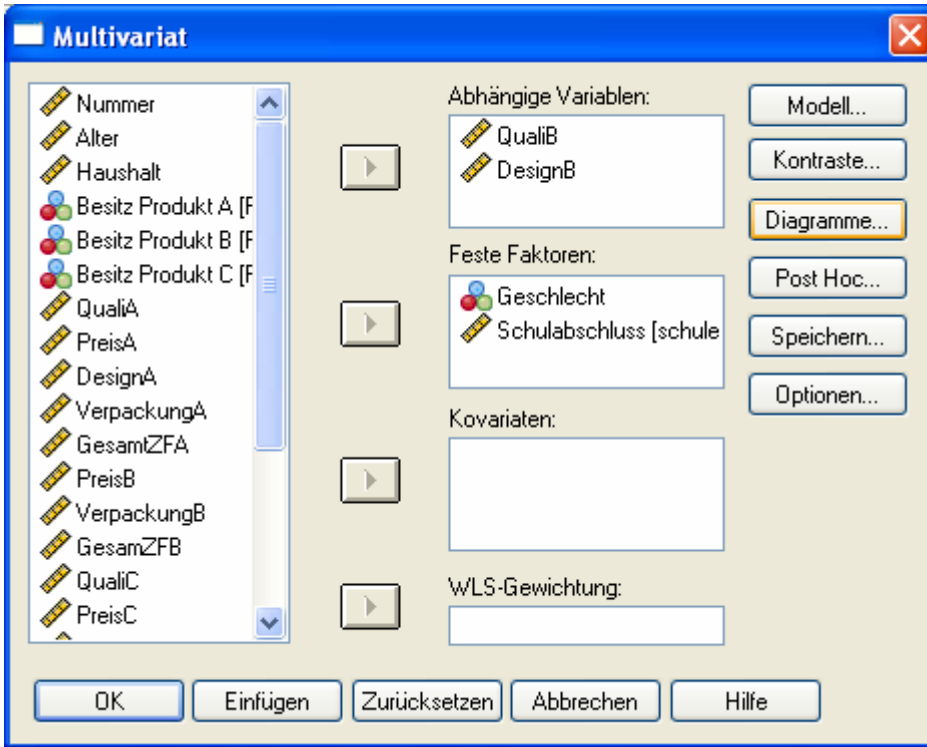 Multivariat
Nummer
Alter
Haushalt
Besitz Produkt A [F
Besitz Produkt B [F
Besitz Produkt C [F
QualiA
PreisA
DesignA
VerpackungA
GesamtZFA
PreisB
VerpackungB
GesamZFB
QualiC
PreisC
Abhängige Variablen:
QualiB
DesignB
Feste Faktoren:
Geschlecht
Schulabschluss [schule
Kovariaten:
WLS-Gewichtung:
Modell...
Kontraste...
Diagramme...
Post Hoc...
Speichern...
Optionen...
OK
Einfügen
Zurücksetzen
Abbrechen
Hilfe